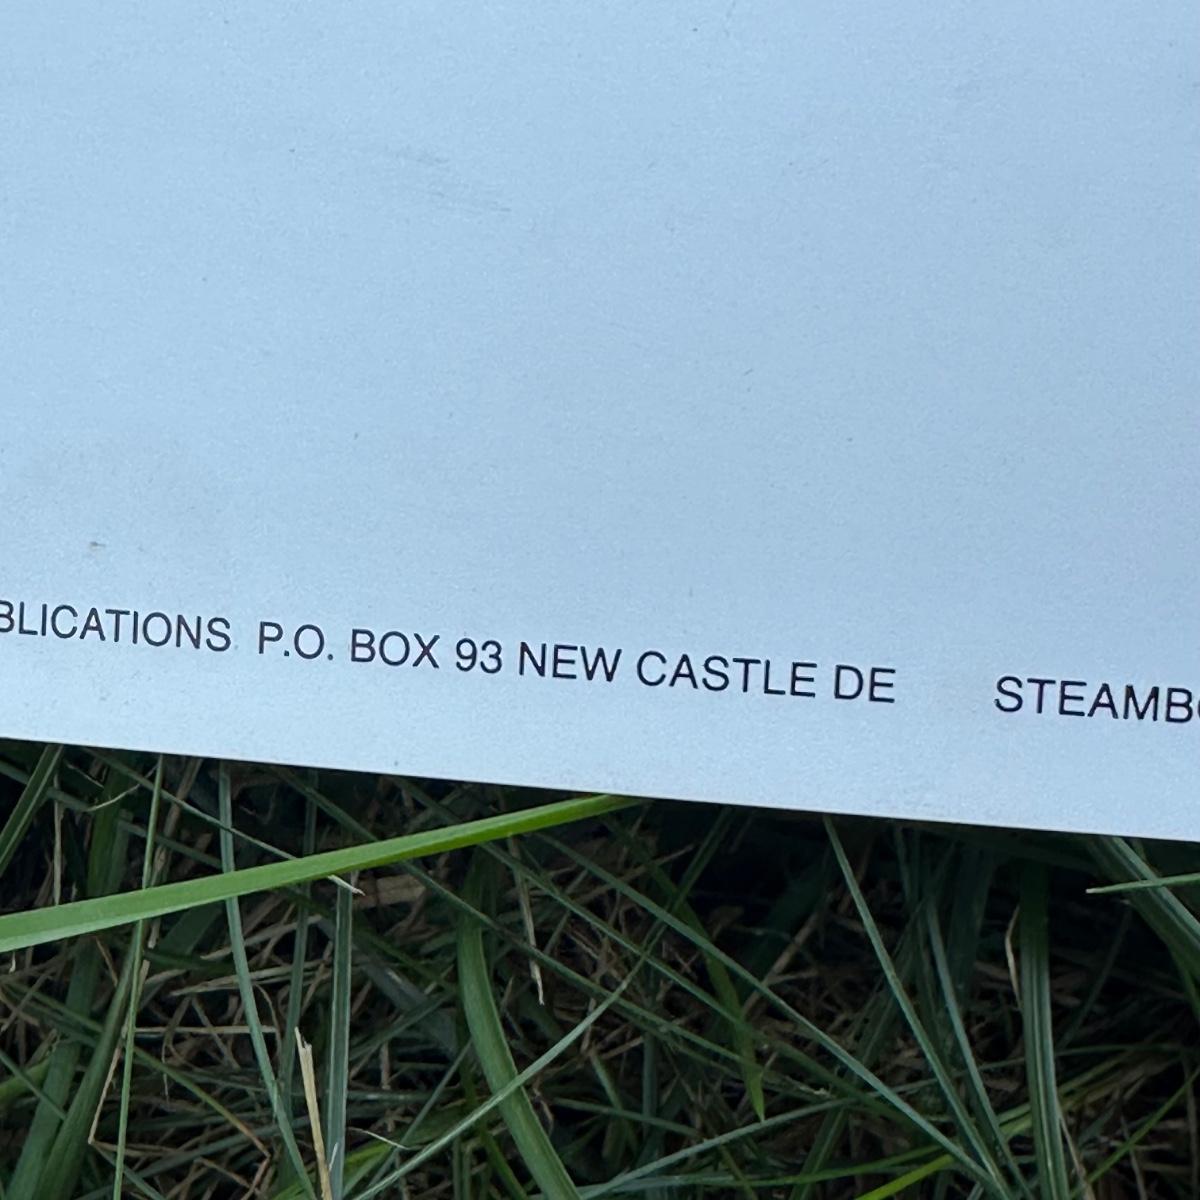 BLICATIONS P.O. BOX 93 NEW CASTLE DE STEAMB